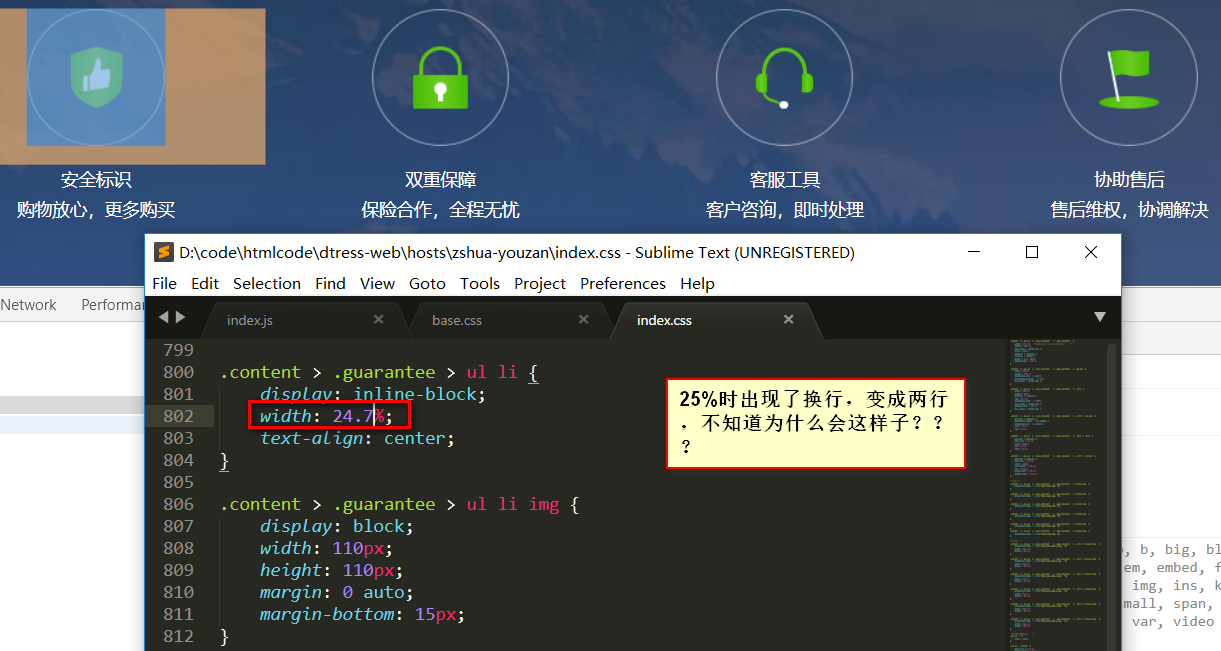 安全标识
双重保障
客服工具
协助售后
购物放心，更多购买
保险合作，全程无忧
客户咨询，即时处理
售后维权，协调解决
D:\code\htmlcode\dtress-web\hosts\zshua-youzan\index.css - Sublime Text (UNREGISTERED)
File Edit Selection Find View Goto Tools Project Preferences Help
Network Performa
index.js
base.css
index.css
799
800 .content > .guarantee > ul li {
801 display: inline-block;
802 width: 24.7%;
803 text-align: center;
804 }
805
806 .content > .guarantee > ul li img {
807 display: block;
808 width: 110px;
809 height: 110px;
810 margin: 0 auto;
811 margin-bottom: 15px;
812 }
25%时出现了换行，变成两行
，不知道为什么会这样子？？
？
b, big, bl
em, embed, f
img, ins, k
mall, span,
var, video